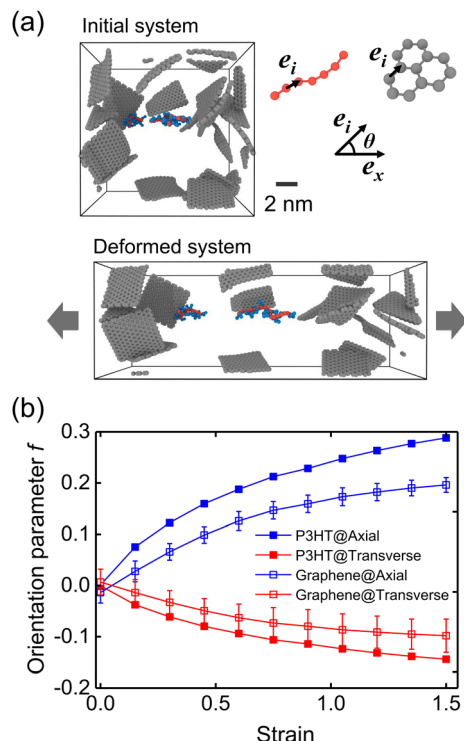 (a)
Initial system
e_i
e_i
e_i
θ
e_x
2 nm
Deformed system
(b)
Orientation parameter f
0.3
0.2
0.1
0.0
-0.1
-0.2
P3HT@Axial
P3HT@Transverse
Graphene@Axial
Graphene@Transverse
0.0
0.5
1.0
1.5
Strain